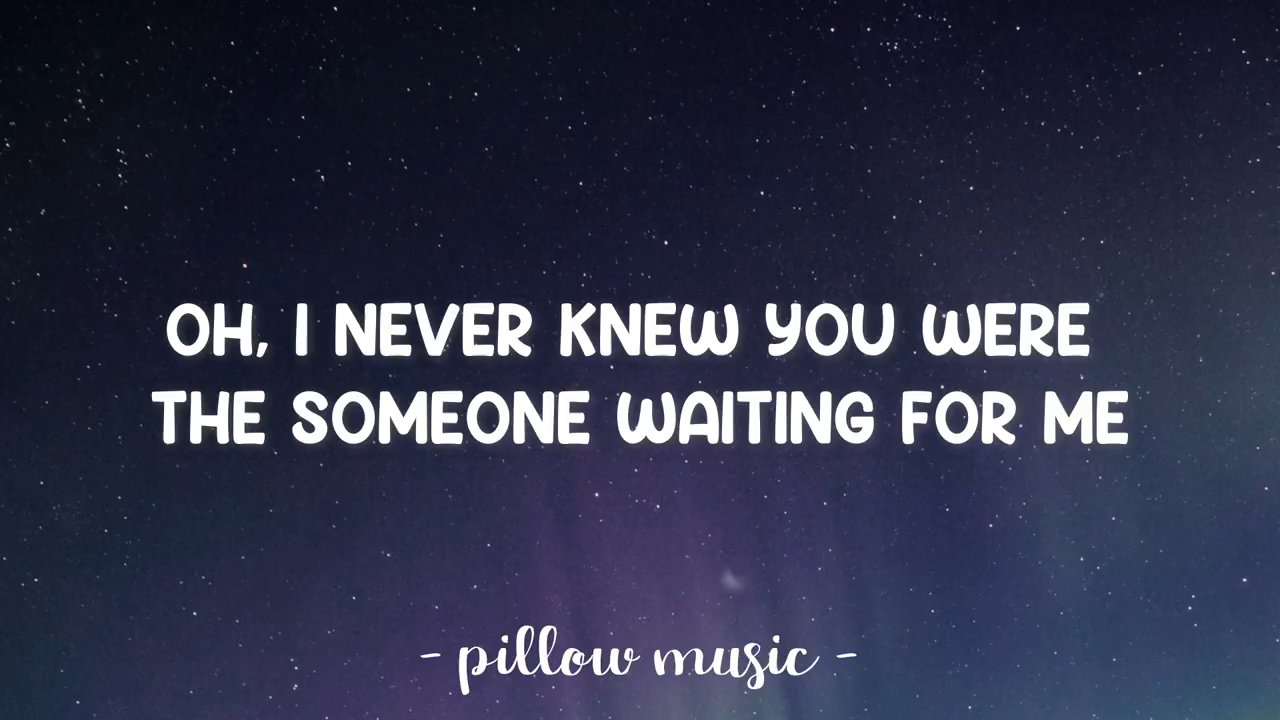 OH, I NEVER KNEW YOU WERE
THE SOMEONE WAITING FOR ME
- pillow music -